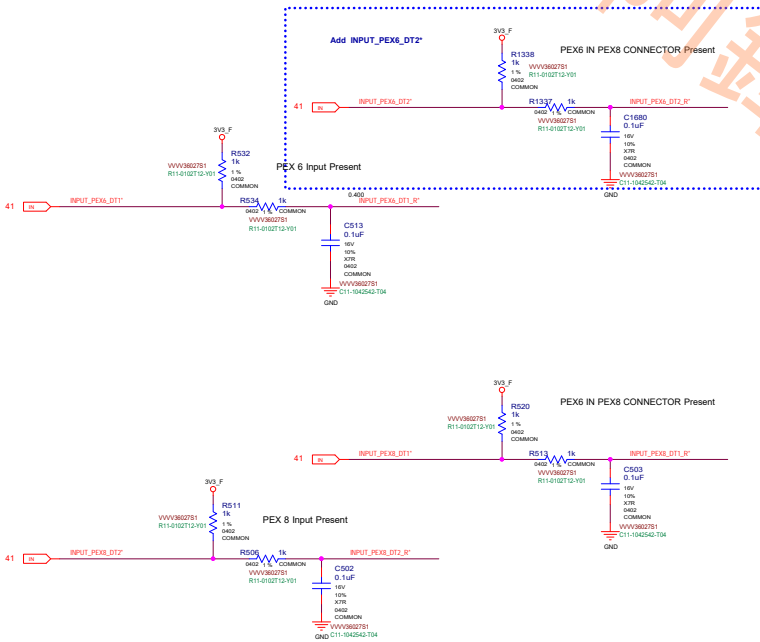 Add INPUT_PEX6_DT2*
3V3_F
R1338
1k
1 %
0402
COMMON
VVVV36027S1
R11-0102T12-Y01
PEX6 IN PEX8 CONNECTOR Present
41 IN INPUT_PEX6_DT2*
R1337 1k
0402 1 % COMMON
VVVV36027S1
R11-0102T12-Y01
INPUT_PEX6_DT2_R*
C1680
0.1uF
16V
10%
X7R
0402
COMMON
VVVV36027S1
C11-1042542-T04
GND
3V3_F
R532
1k
1 %
0402
COMMON
VVVV36027S1
R11-0102T12-Y01
PEX 6 Input Present
41 IN INPUT_PEX6_DT1*
R534 1k
0402 1 % COMMON
VVVV36027S1
R11-0102T12-Y01
0.400
INPUT_PEX6_DT1_R*
C513
0.1uF
16V
10%
X7R
0402
COMMON
VVVV36027S1
C11-1042542-T04
GND
3V3_F
R520
1k
1 %
0402
COMMON
VVVV36027S1
R11-0102T12-Y01
PEX6 IN PEX8 CONNECTOR Present
41 IN INPUT_PEX8_DT1*
R513 1k
0402 1 % COMMON
VVVV36027S1
R11-0102T12-Y01
INPUT_PEX8_DT1_R*
C503
0.1uF
16V
10%
X7R
0402
COMMON
VVVV36027S1
C11-1042542-T04
GND
3V3_F
R511
1k
1 %
0402
COMMON
VVVV36027S1
R11-0102T12-Y01
PEX 8 Input Present
41 IN INPUT_PEX8_DT2*
R506 1k
0402 1 % COMMON
VVVV36027S1
R11-0102T12-Y01
INPUT_PEX8_DT2_R*
C502
0.1uF
16V
10%
X7R
0402
COMMON
VVVV36027S1
C11-1042542-T04
GND